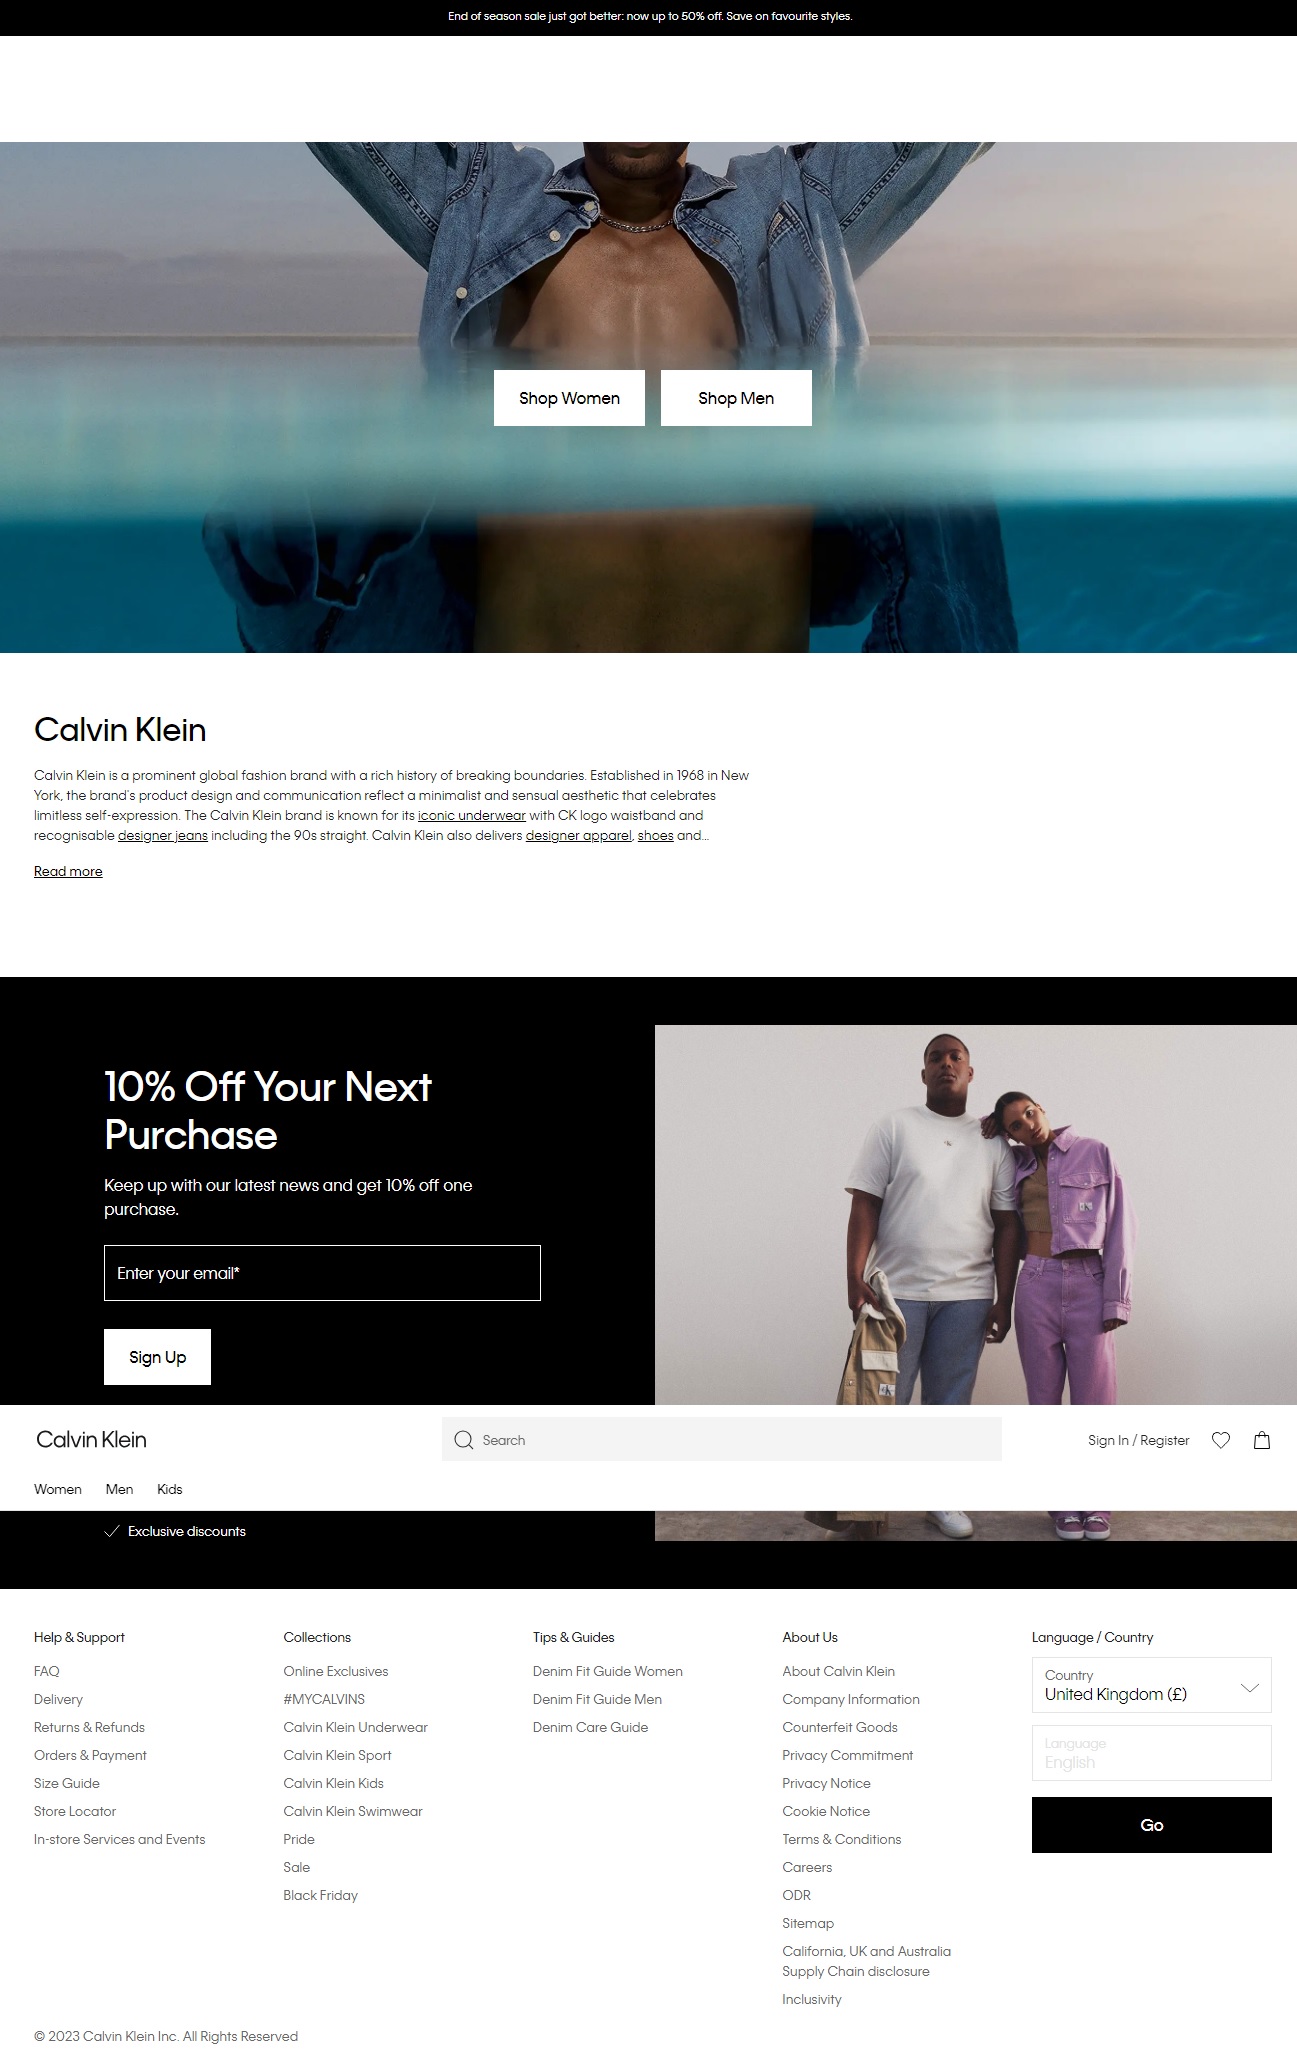 End of season sale just got better: now up to 50% off. Save on favourite styles.
Shop Women
Shop Men
Calvin Klein
Calvin Klein is a prominent global fashion brand with a rich history of breaking boundaries. Established in 1968 in New
York, the brand's product design and communication reflect a minimalist and sensual aesthetic that celebrates
limitless self-expression. The Calvin Klein brand is known for its iconic underwear with CK logo waistband and
recognisable designer jeans including the 90s straight. Calvin Klein also delivers designer apparel, shoes and...
Read more
10% Off Your Next
Purchase
Keep up with our latest news and get 10% off one
purchase.
Enter your email*
Sign Up
Calvin Klein
Search
Sign In / Register
Women
Men
Kids
Exclusive discounts
Help & Support
FAQ
Delivery
Returns & Refunds
Orders & Payment
Size Guide
Store Locator
In-store Services and Events
Collections
Online Exclusives
#MYCALVINS
Calvin Klein Underwear
Calvin Klein Sport
Calvin Klein Kids
Calvin Klein Swimwear
Pride
Sale
Black Friday
Tips & Guides
Denim Fit Guide Women
Denim Fit Guide Men
Denim Care Guide
About Us
About Calvin Klein
Company Information
Counterfeit Goods
Privacy Commitment
Privacy Notice
Cookie Notice
Terms & Conditions
Careers
ODR
Sitemap
California, UK and Australia
Supply Chain disclosure
Inclusivity
Language / Country
Country
United Kingdom (£)
Language
English
Go
© 2023 Calvin Klein Inc. All Rights Reserved